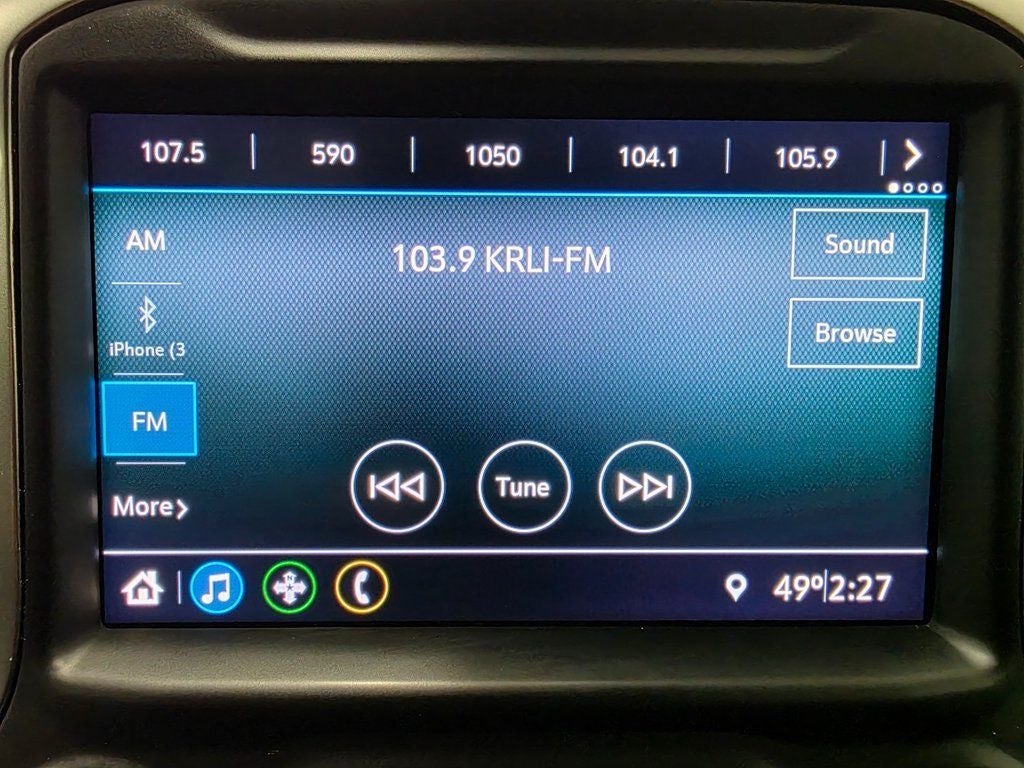 107.5 | 590 | 1050 | 104.1 | 105.9
AM
103.9 KRLI-FM
Sound
iPhone (3
Browse
FM
More
Tune
N
49º|2:27